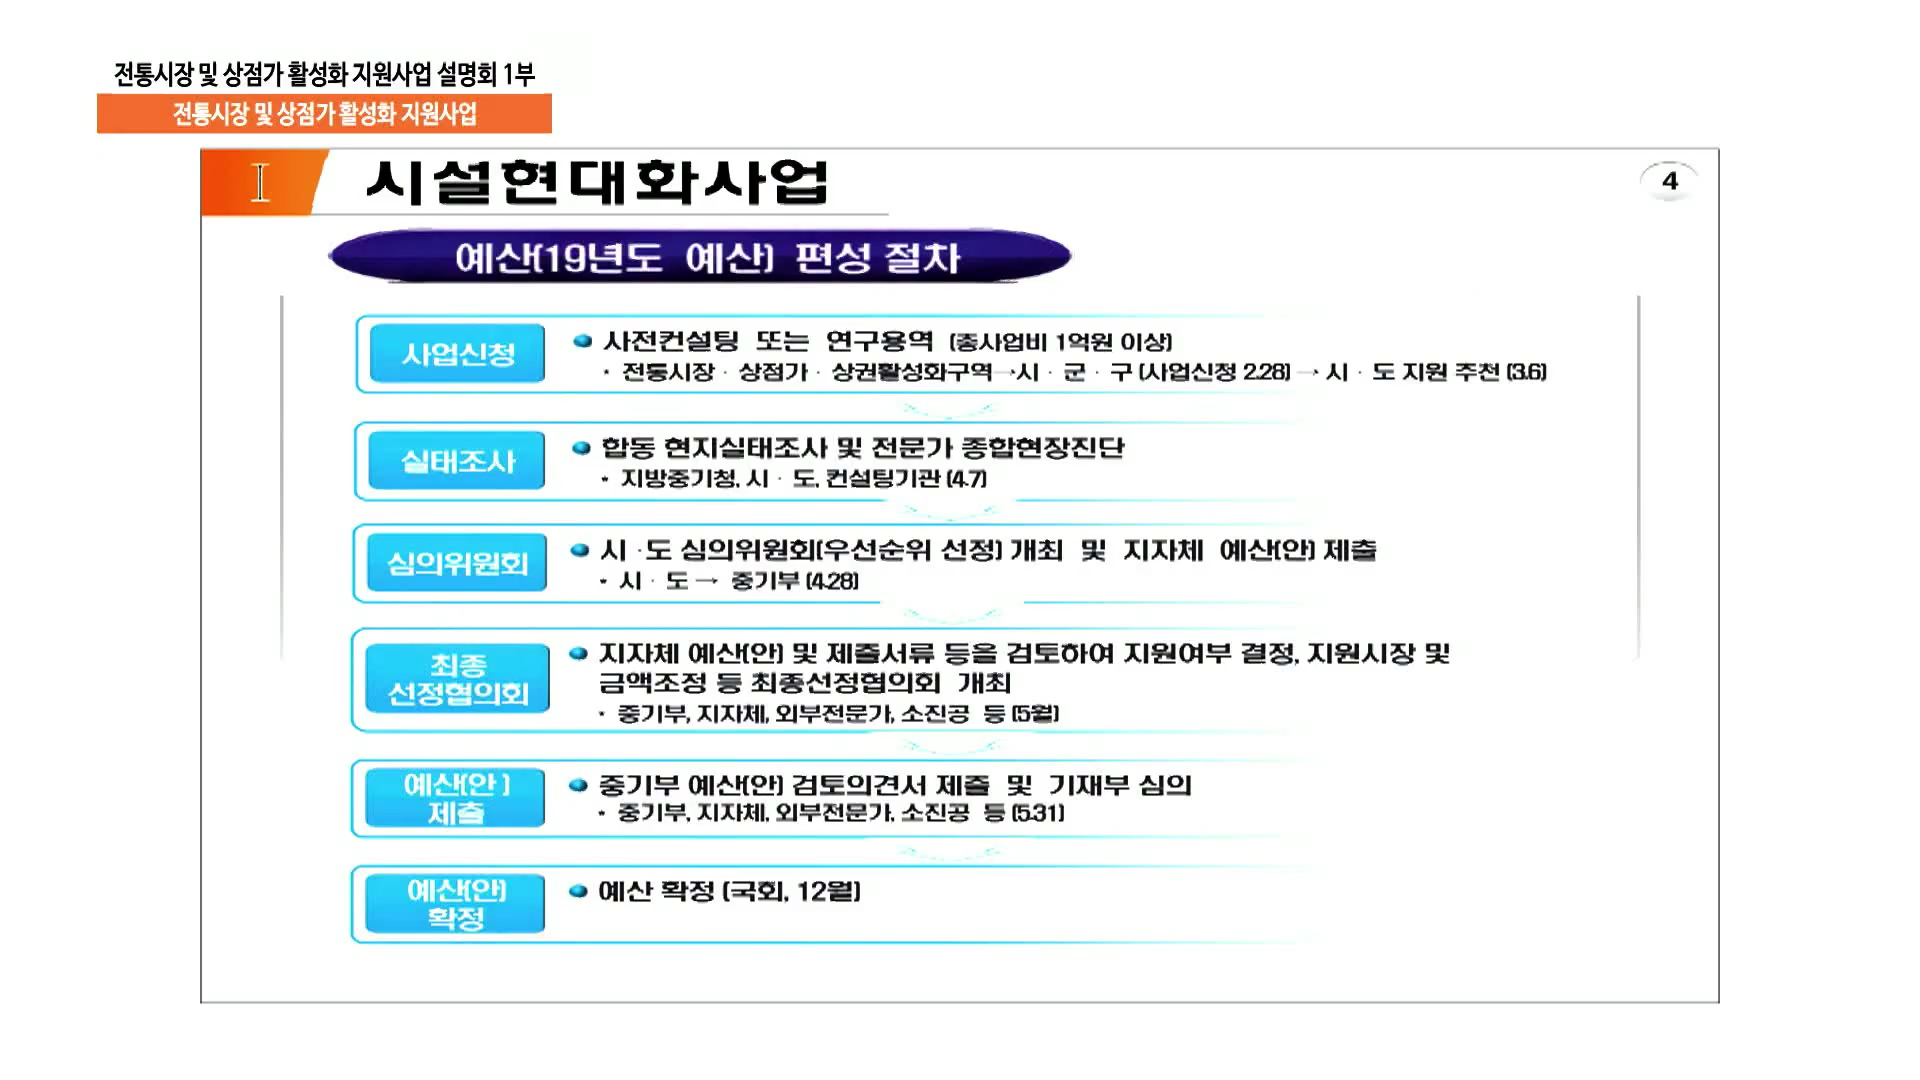 전통시장 및 상점가 활성화 지원사업 설명회 1부
전통시장 및 상점가 활성화 지원사업
I 시설현대화사업 4
예산(19년도 예산) 편성 절차
사업신청
사전컨설팅 또는 연구용역 (총사업비 1억원 이상)
· 전통시장 · 상점가 · 상권활성화구역→시 · 군 · 구 (사업신청 2.28) → 시 · 도 지원 추천 (3.6)
실태조사
합동 현지실태조사 및 전문가 종합현장진단
· 지방중기청, 시 · 도, 컨설팅기관 (4.7)
심의위원회
시 ·도 심의위원회(우선순위 선정) 개최 및 지자체 예산(안) 제출
· 시 · 도 → 중기부 (4.28)
최종
선정협의회
지자체 예산(안) 및 제출서류 등을 검토하여 지원여부 결정, 지원시장 및
금액조정 등 최종선정협의회 개최
· 중기부, 지자체, 외부전문가, 소진공 등 (5월)
예산(안 )
제출
중기부 예산(안) 검토의견서 제출 및 기재부 심의
· 중기부, 지자체, 외부전문가, 소진공 등 (5.31)
예산(안)
확정
예산 확정 (국회, 12월)